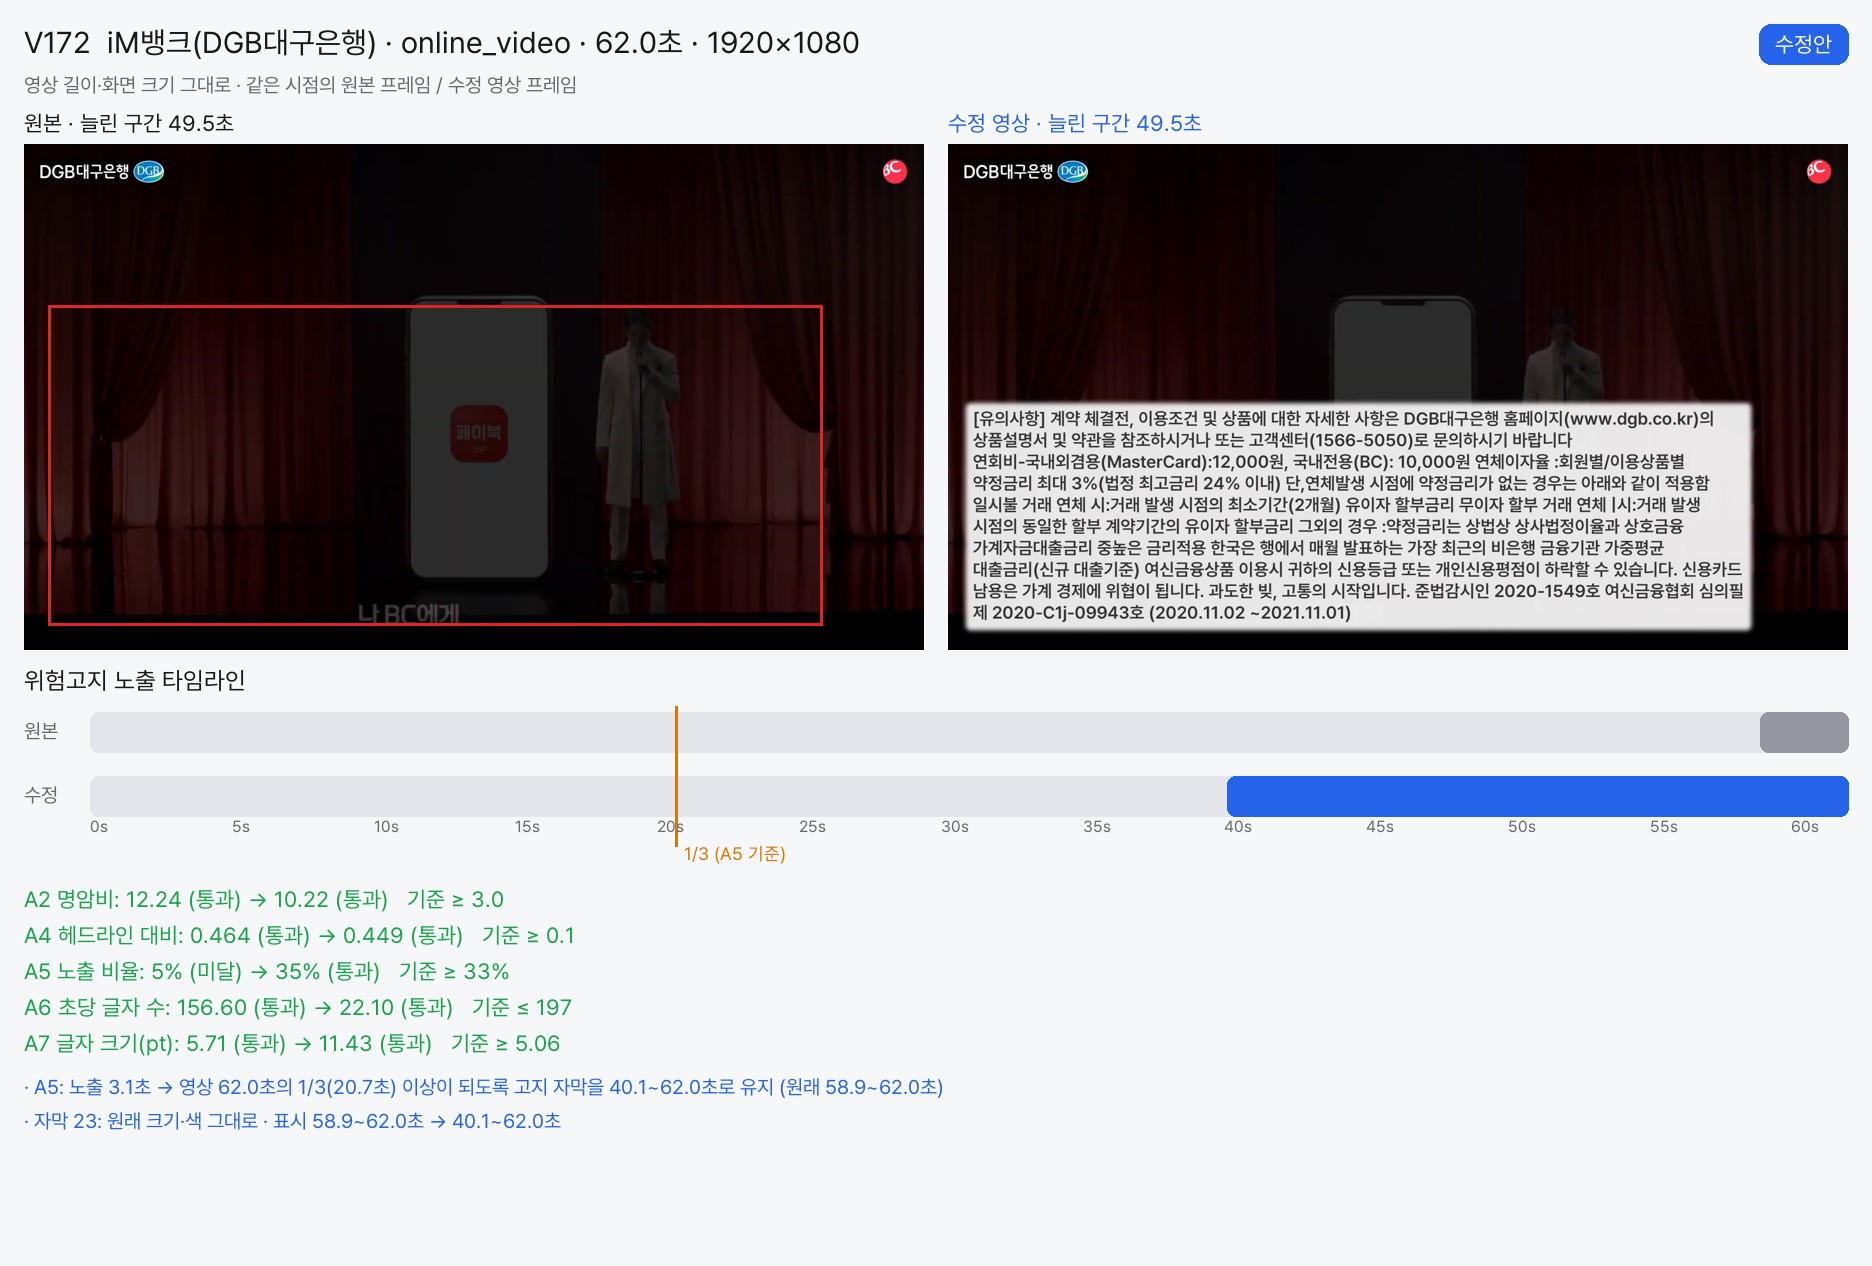 V172 iM뱅크(DGB대구은행) · online_video · 62.0초 · 1920×1080
수정안
영상 길이·화면 크기 그대로 · 같은 시점의 원본 프레임 / 수정 영상 프레임
원본 · 늘린 구간 49.5초
수정 영상 · 늘린 구간 49.5초
DGB대구은행 DGB
BC
페이북
ISP
나 BC에게
DGB대구은행 DGB
BC
[유의사항] 계약 체결전, 이용조건 및 상품에 대한 자세한 사항은 DGB대구은행 홈페이지(www.dgb.co.kr)의
상품설명서 및 약관을 참조하시거나 또는 고객센터(1566-5050)로 문의하시기 바랍니다
연회비-국내외겸용(MasterCard):12,000원, 국내전용(BC): 10,000원 연체이자율 :회원별/이용상품별
약정금리 최대 3%(법정 최고금리 24% 이내) 단,연체발생 시점에 약정금리가 없는 경우는 아래와 같이 적용함
일시불 거래 연체 시:거래 발생 시점의 최소기간(2개월) 유이자 할부금리 무이자 할부 거래 연체 |시:거래 발생
시점의 동일한 할부 계약기간의 유이자 할부금리 그외의 경우 :약정금리는 상법상 상사법정이율과 상호금융
가계자금대출금리 중높은 금리적용 한국은 행에서 매월 발표하는 가장 최근의 비은행 금융기관 가중평균
대출금리(신규 대출기준) 여신금융상품 이용시 귀하의 신용등급 또는 개인신용평점이 하락할 수 있습니다. 신용카드
남용은 가계 경제에 위협이 됩니다. 과도한 빚, 고통의 시작입니다. 준법감시인 2020-1549호 여신금융협회 심의필
제 2020-C1j-09943호 (2020.11.02 ~2021.11.01)
위험고지 노출 타임라인
원본
수정
0s 5s 10s 15s 20s 25s 30s 35s 40s 45s 50s 55s 60s
1/3 (A5 기준)
A2 명암비: 12.24 (통과) → 10.22 (통과) 기준 ≥ 3.0
A4 헤드라인 대비: 0.464 (통과) → 0.449 (통과) 기준 ≥ 0.1
A5 노출 비율: 5% (미달) → 35% (통과) 기준 ≥ 33%
A6 초당 글자 수: 156.60 (통과) → 22.10 (통과) 기준 ≤ 197
A7 글자 크기(pt): 5.71 (통과) → 11.43 (통과) 기준 ≥ 5.06
· A5: 노출 3.1초 → 영상 62.0초의 1/3(20.7초) 이상이 되도록 고지 자막을 40.1~62.0초로 유지 (원래 58.9~62.0초)
· 자막 23: 원래 크기·색 그대로 · 표시 58.9~62.0초 → 40.1~62.0초